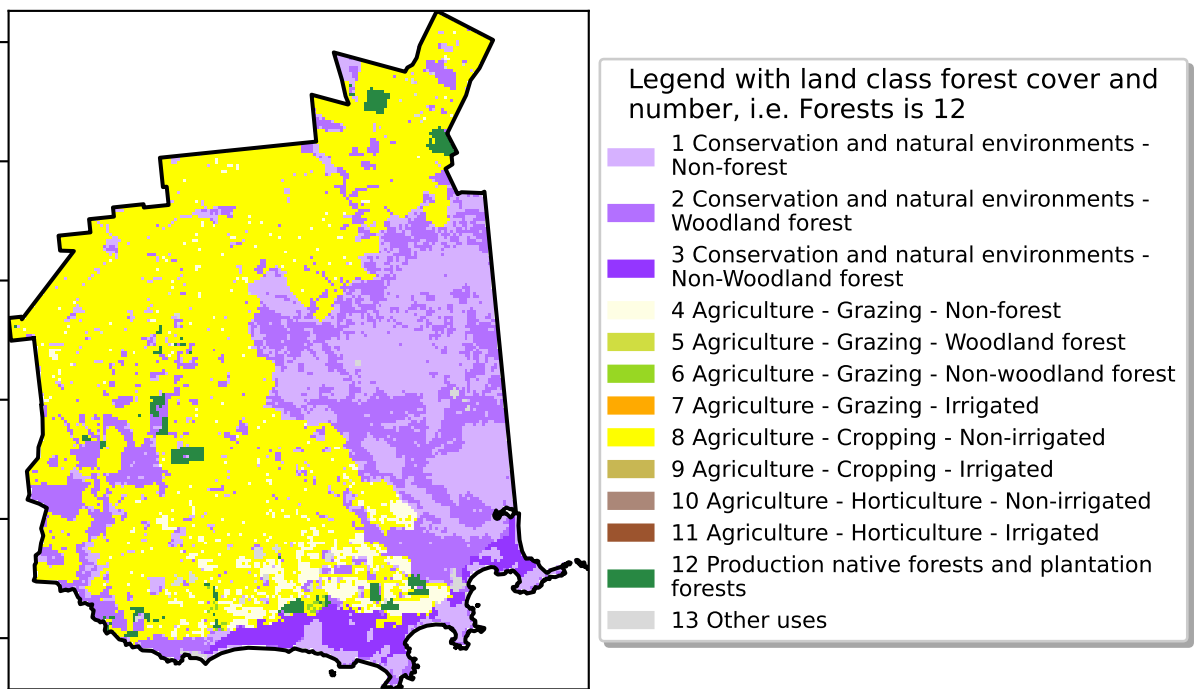 Legend with land class forest cover and
number, i.e. Forests is 12
1 Conservation and natural environments -
Non-forest
2 Conservation and natural environments -
Woodland forest
3 Conservation and natural environments -
Non-Woodland forest
4 Agriculture - Grazing - Non-forest
5 Agriculture - Grazing - Woodland forest
6 Agriculture - Grazing - Non-woodland forest
7 Agriculture - Grazing - Irrigated
8 Agriculture - Cropping - Non-irrigated
9 Agriculture - Cropping - Irrigated
10 Agriculture - Horticulture - Non-irrigated
11 Agriculture - Horticulture - Irrigated
12 Production native forests and plantation
forests
13 Other uses